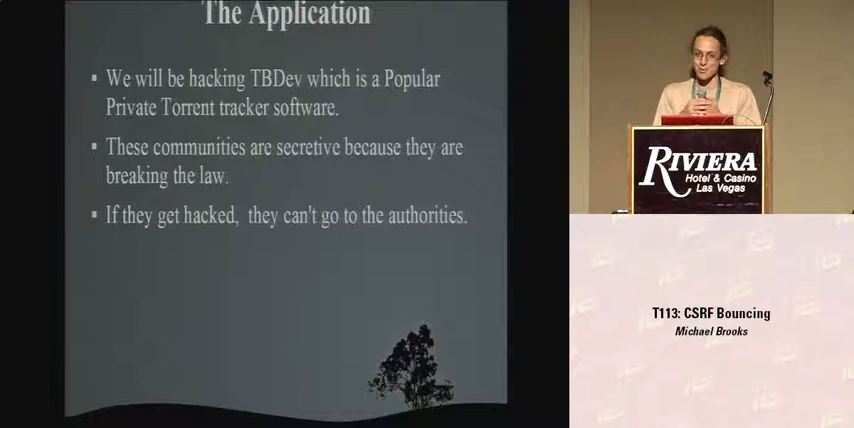 The Application
▪ We will be hacking TBDev which is a Popular
Private Torrent tracker software.
▪ These communities are secretive because they are
breaking the law.
▪ If they get hacked,  they can't go to the authorities.
RIVIERA
Hotel & Casino
Las Vegas
T113: CSRF Bouncing
Michael Brooks